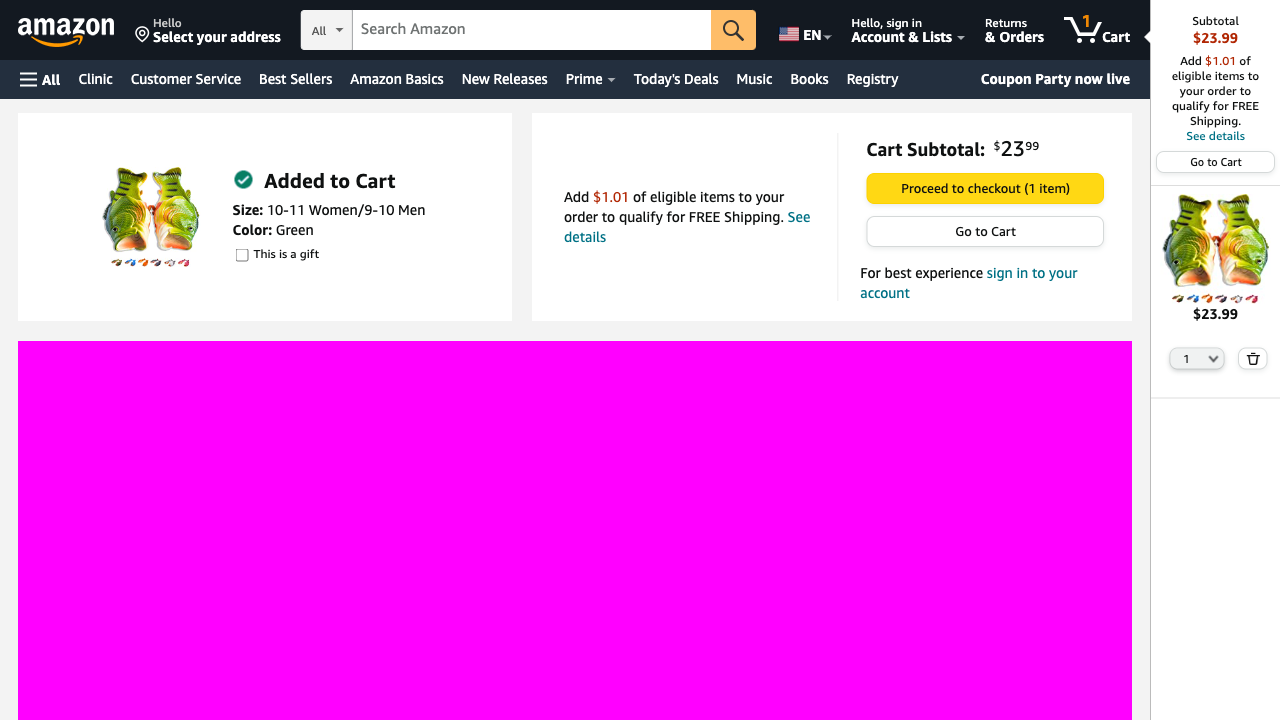 amazon
Hello
Select your address
All
Search Amazon
EN
Hello, sign in
Account & Lists
Returns
& Orders
1
Cart
All
Clinic
Customer Service
Best Sellers
Amazon Basics
New Releases
Prime
Today's Deals
Music
Books
Registry
Coupon Party now live
Added to Cart
Size: 10-11 Women/9-10 Men
Color: Green
This is a gift
Add $1.01 of eligible items to your
order to qualify for FREE Shipping. See
details
Cart Subtotal: $23.99
Proceed to checkout (1 item)
Go to Cart
For best experience sign in to your
account
Subtotal
$23.99
Add $1.01 of
eligible items to
your order to
qualify for FREE
Shipping.
See details
Go to Cart
$23.99
1